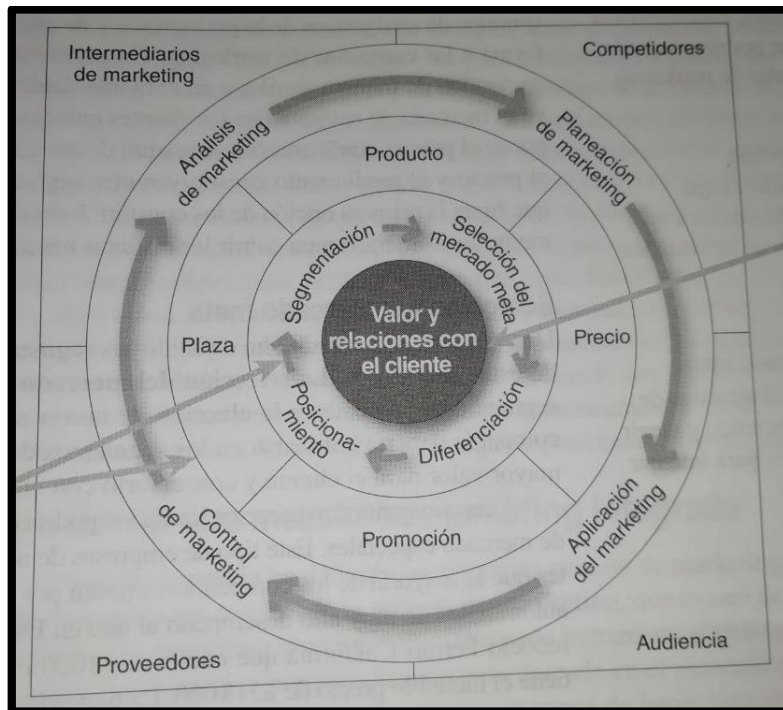 Intermediarios
de marketing
Competidores
Análisis
de marketing
Planeación
de marketing
Producto
Segmentación
Selección del
mercado meta
Valor y
relaciones con
el cliente
Plaza
Precio
Posiciona-
miento
Diferenciación
Promoción
Control
de marketing
Aplicación
del marketing
Proveedores
Audiencia